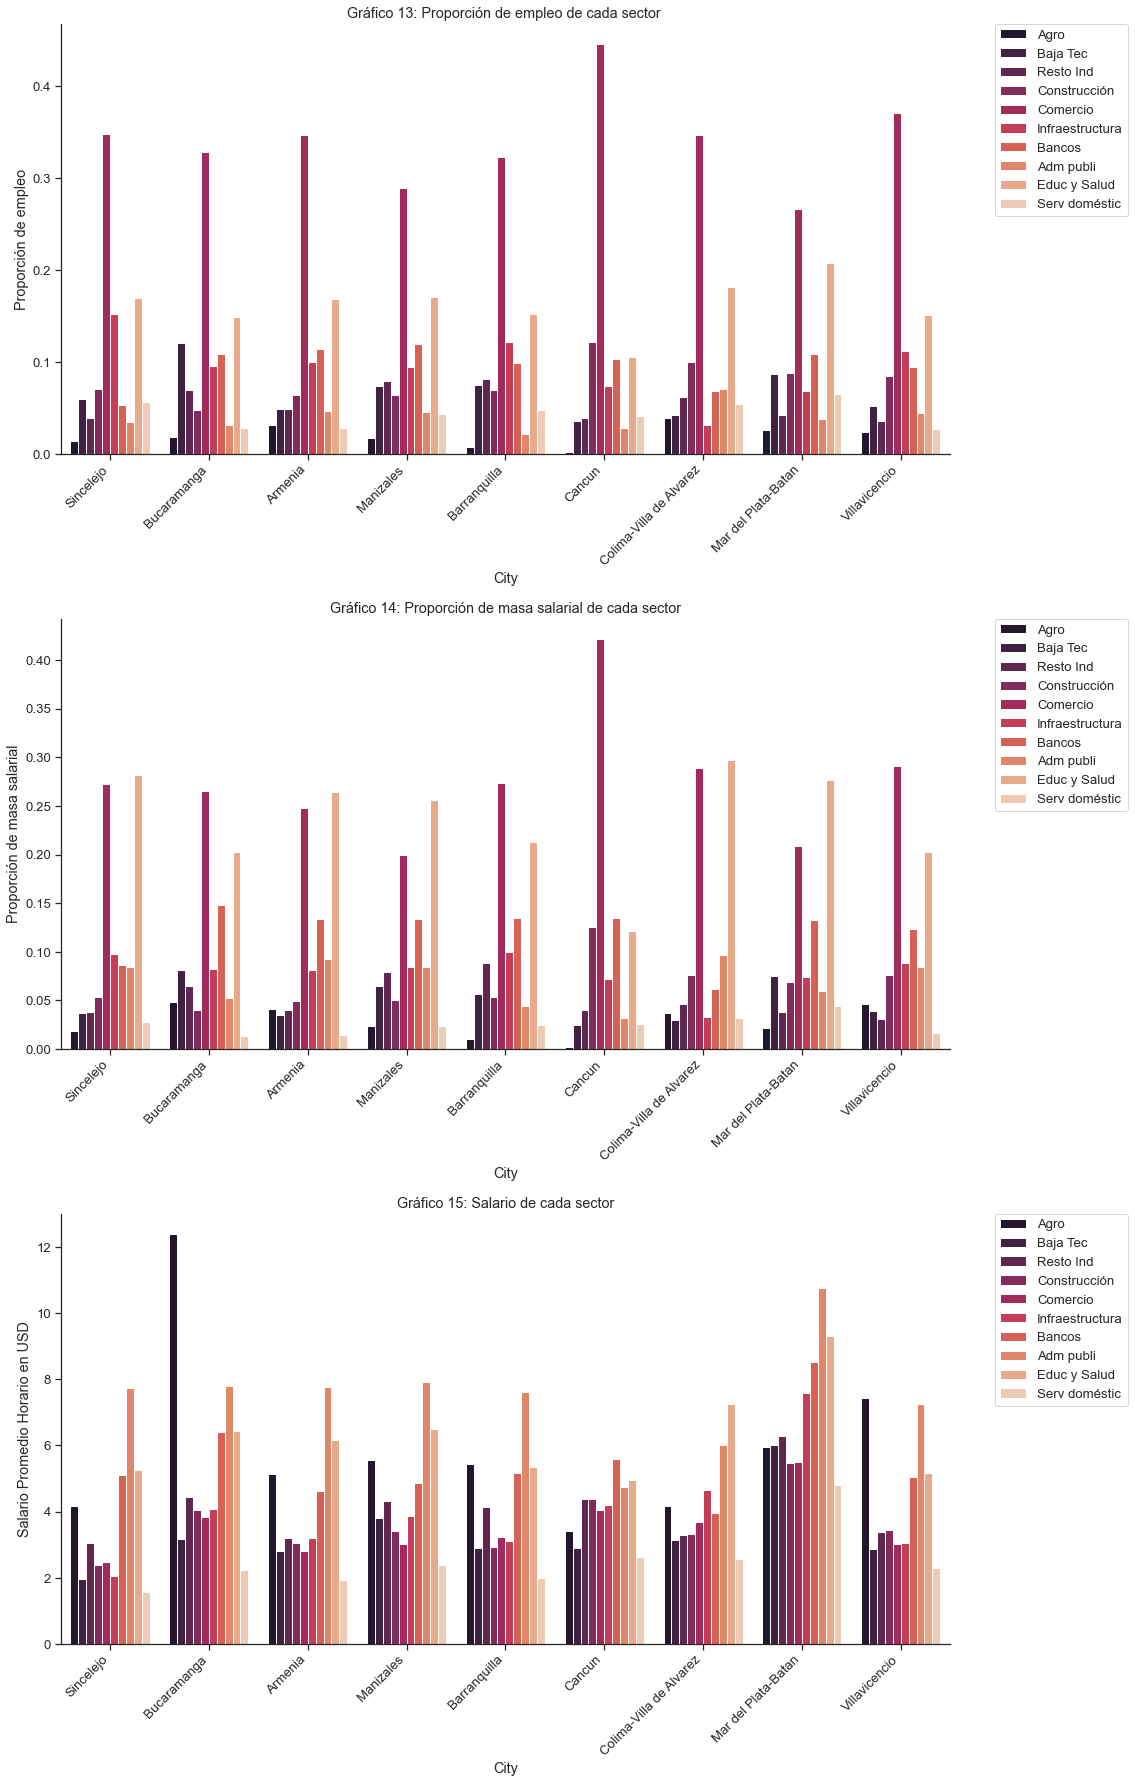 Gráfico 13: Proporción de empleo de cada sector
Proporción de empleo
0.4
0.3
0.2
0.1
0.0
Sincelejo
Bucaramanga
Armenia
Manizales
Barranquilla
Cancun
Colima-Villa de Alvarez
Mar del Plata-Batan
Villavicencio
City
Agro
Baja Tec
Resto Ind
Construcción
Comercio
Infraestructura
Bancos
Adm publi
Educ y Salud
Serv doméstic
Gráfico 14: Proporción de masa salarial de cada sector
Proporción de masa salarial
0.40
0.35
0.30
0.25
0.20
0.15
0.10
0.05
0.00
Sincelejo
Bucaramanga
Armenia
Manizales
Barranquilla
Cancun
Colima-Villa de Alvarez
Mar del Plata-Batan
Villavicencio
City
Agro
Baja Tec
Resto Ind
Construcción
Comercio
Infraestructura
Bancos
Adm publi
Educ y Salud
Serv doméstic
Gráfico 15: Salario de cada sector
Salario Promedio Horario en USD
12
10
8
6
4
2
0
Sincelejo
Bucaramanga
Armenia
Manizales
Barranquilla
Cancun
Colima-Villa de Alvarez
Mar del Plata-Batan
Villavicencio
City
Agro
Baja Tec
Resto Ind
Construcción
Comercio
Infraestructura
Bancos
Adm publi
Educ y Salud
Serv doméstic